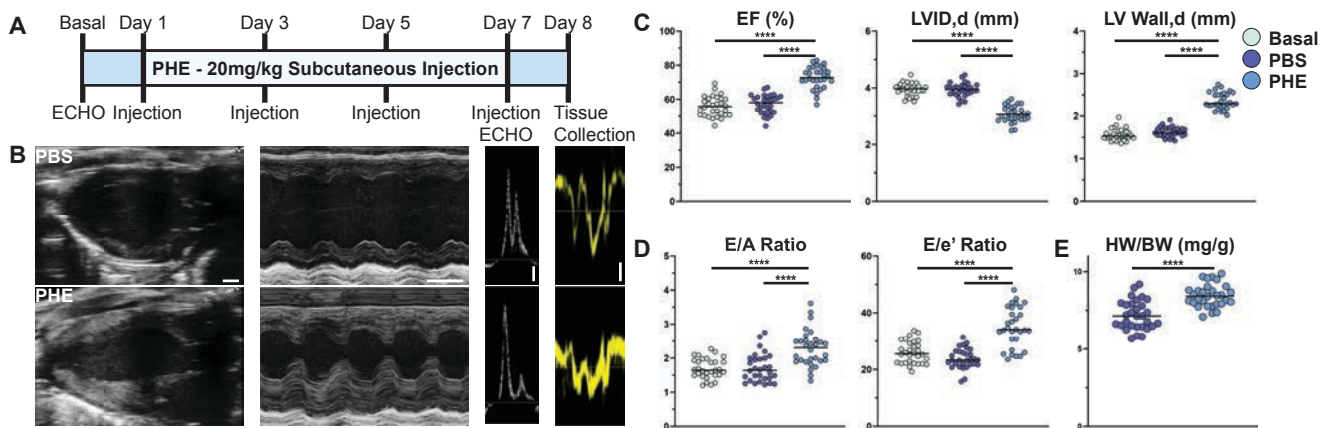 A
Basal Day 1 Day 3 Day 5 Day 7 Day 8
PHE - 20mg/kg Subcutaneous Injection
ECHO Injection Injection Injection Injection Tissue
ECHO Collection
B
PBS
PHE
C
EF (%)
****
****
100
80
60
40
20
0
LVID,d (mm)
****
****
6
4
2
0
LV Wall,d (mm)
****
****
4
3
2
1
0
Basal
PBS
PHE
D
E/A Ratio
****
****
5
4
3
2
1
0
E/e' Ratio
****
****
60
40
20
0
E
HW/BW (mg/g)
****
10
5
0